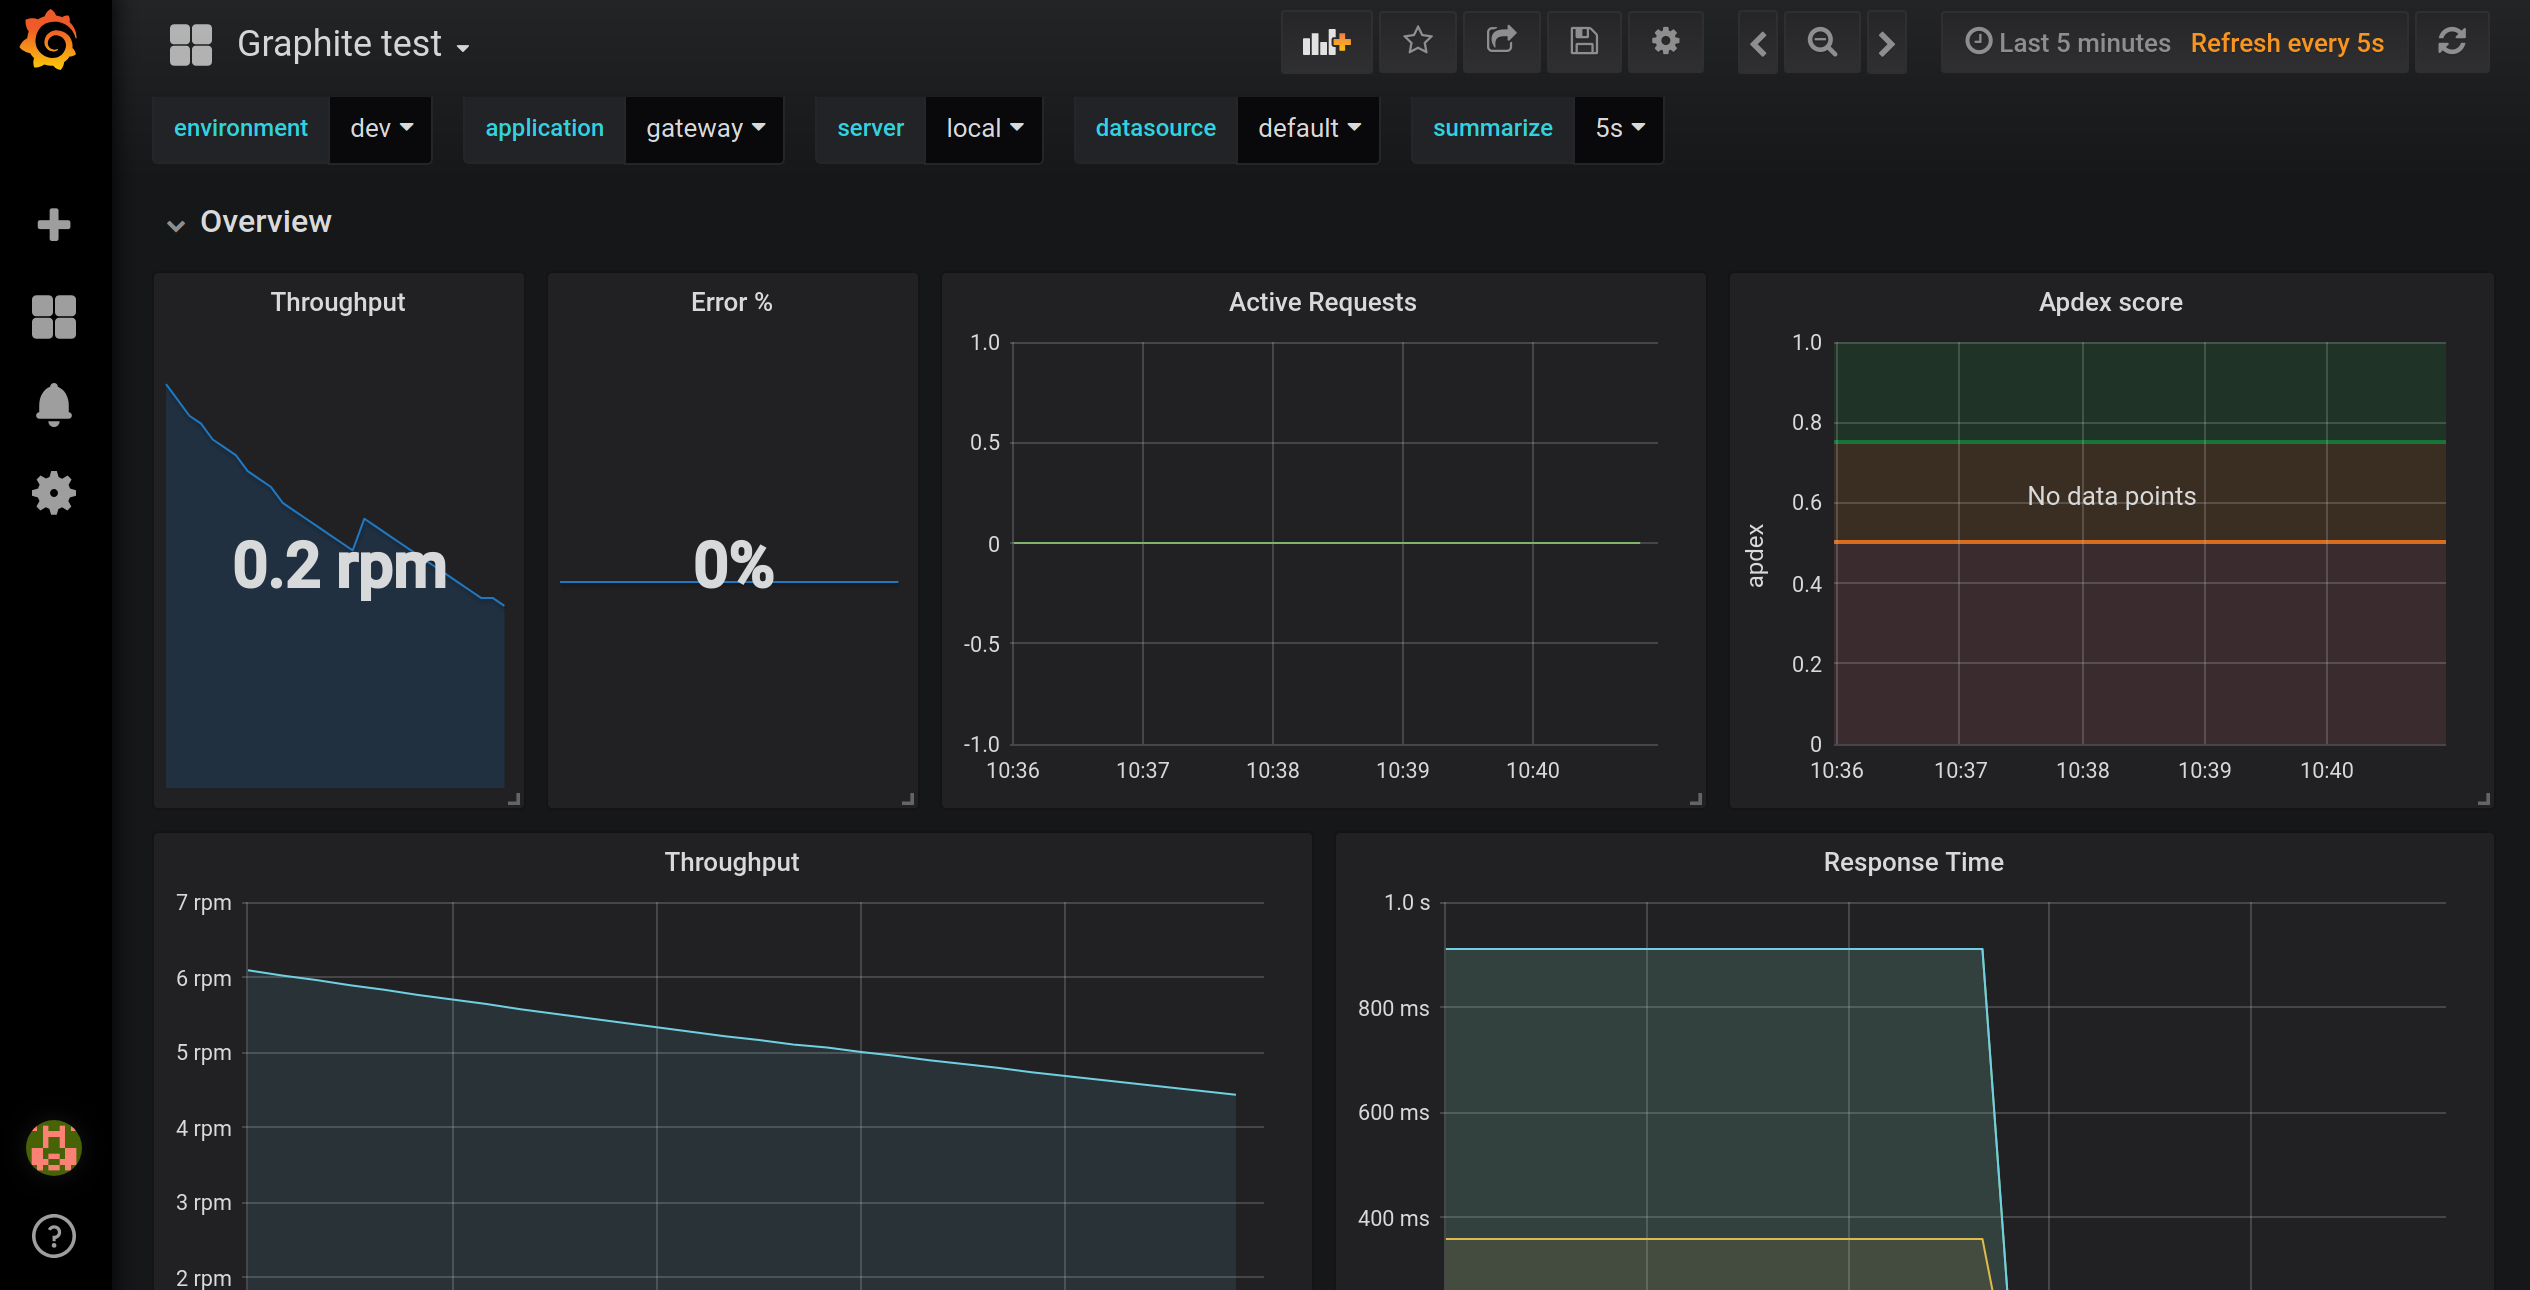 Graphite test
Last 5 minutes Refresh every 5s
environment dev application gateway server local datasource default summarize 5s
Overview
Throughput
0.2 rpm
Error %
0%
Active Requests
1.0
0.5
0
-0.5
-1.0
10:36 10:37 10:38 10:39 10:40
Apdex score
apdex
1.0
0.8
0.6
0.4
0.2
0
No data points
10:36 10:37 10:38 10:39 10:40
Throughput
7 rpm
6 rpm
5 rpm
4 rpm
3 rpm
2 rpm
Response Time
1.0 s
800 ms
600 ms
400 ms